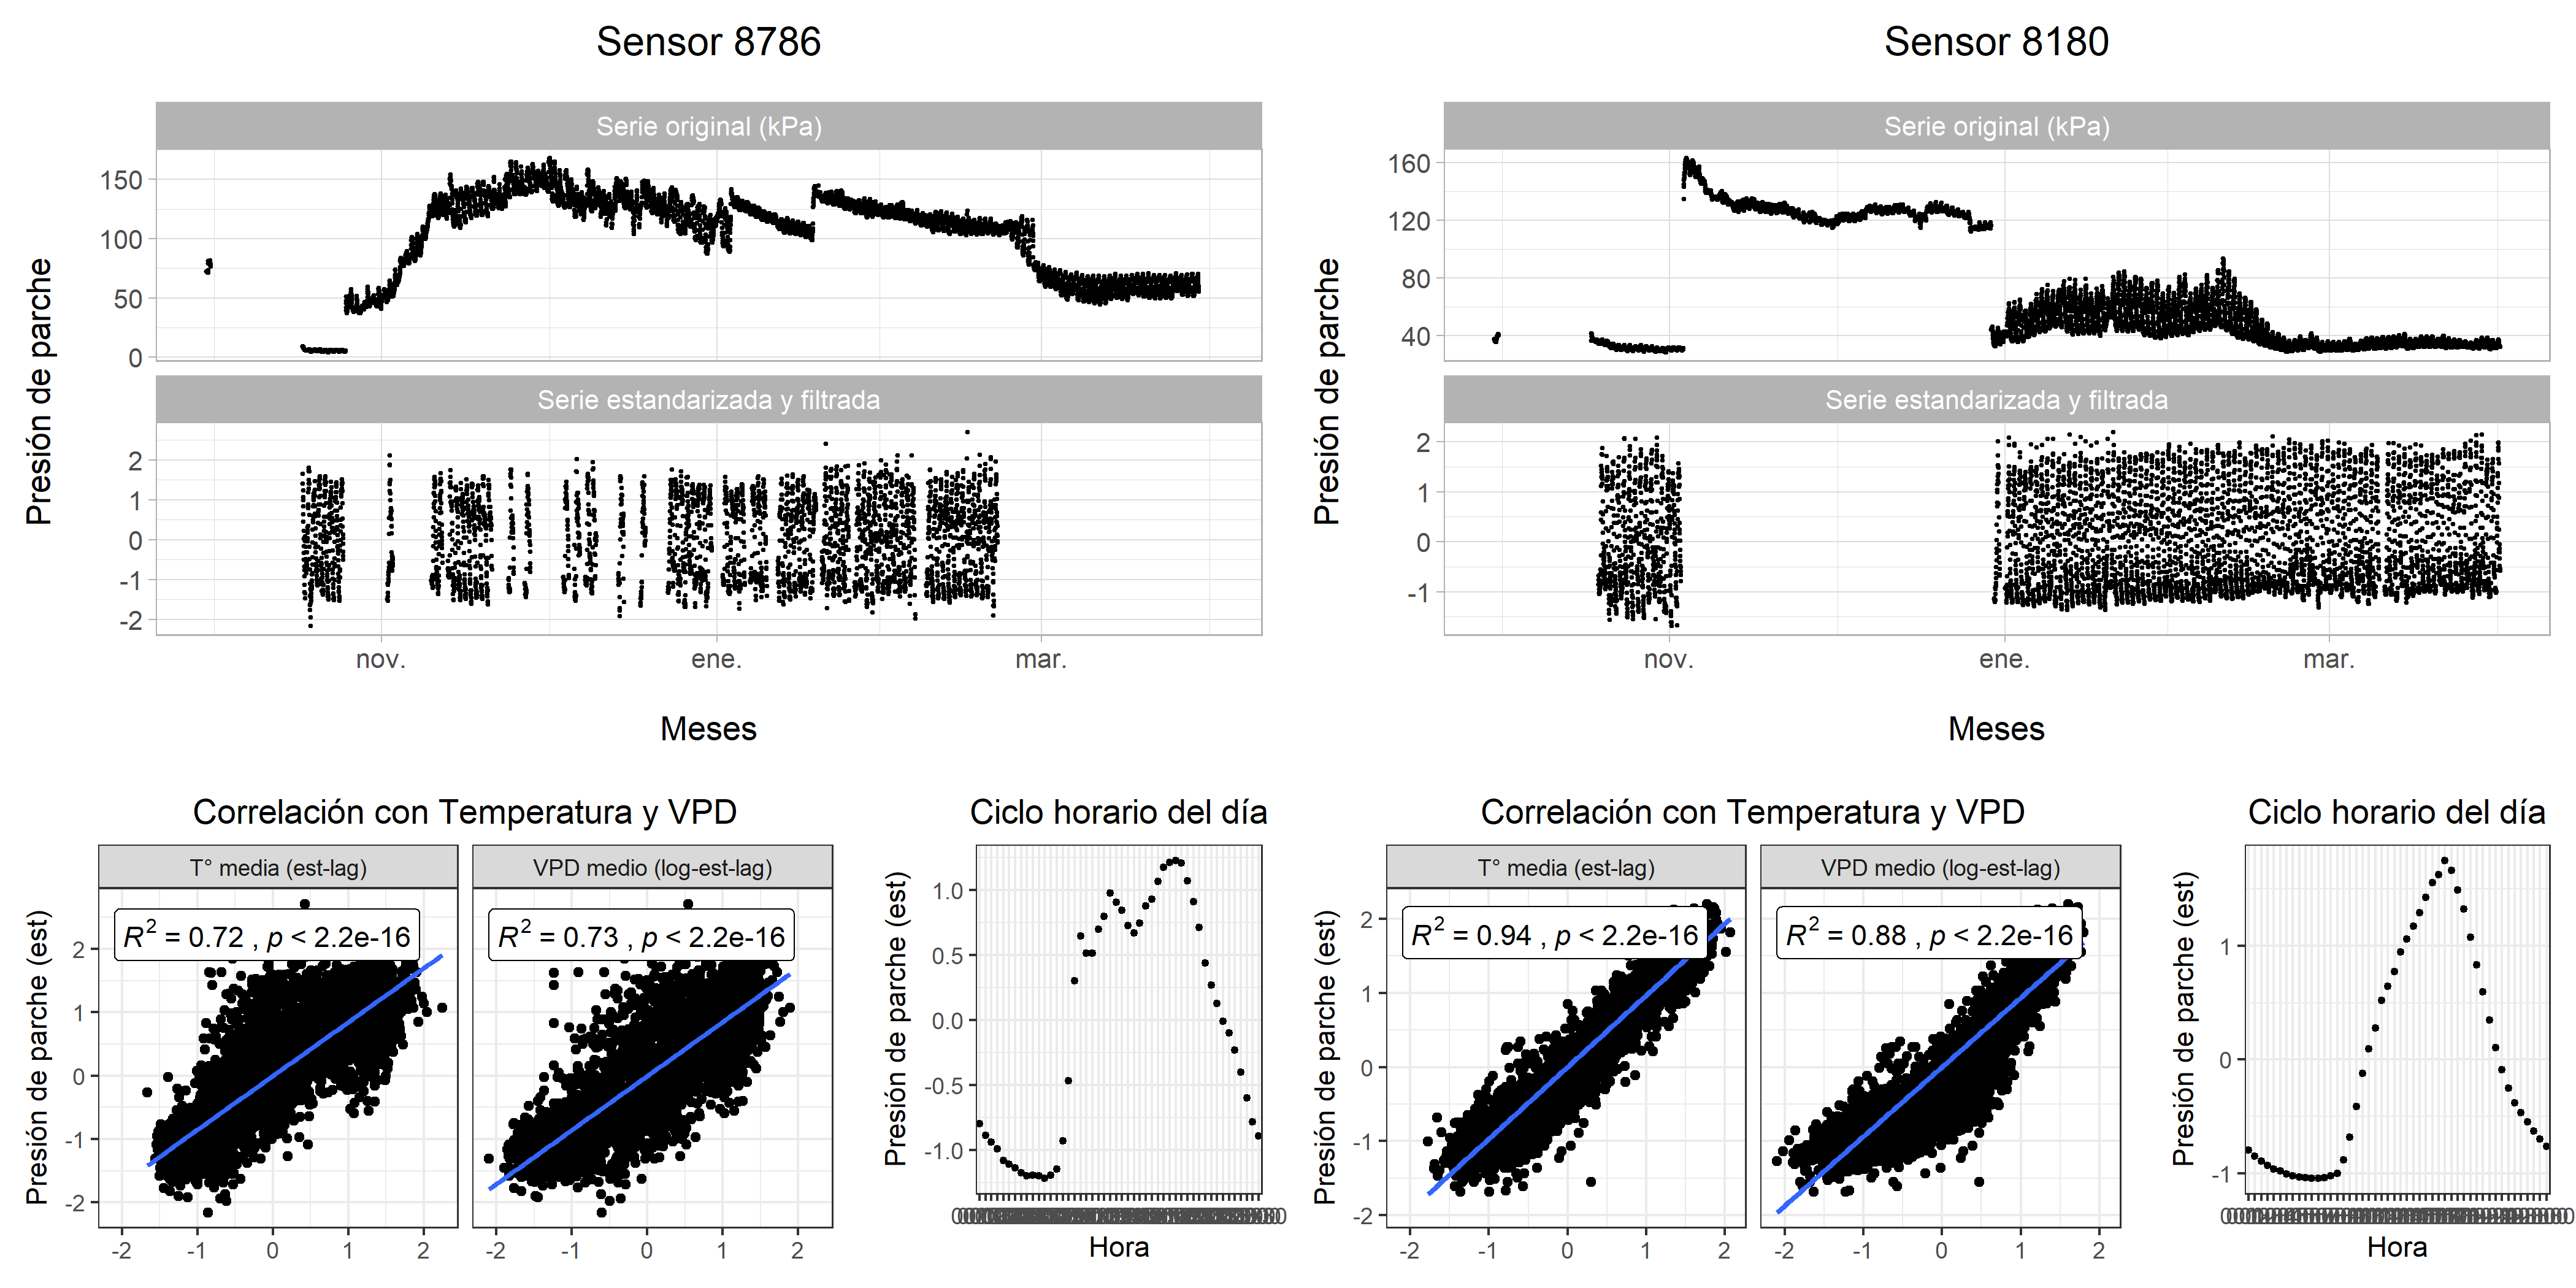 Sensor 8786
Serie original (kPa)
150
100
50
0
Serie estandarizada y filtrada
2
1
0
-1
-2
nov.
ene.
mar.
Presión de parche
Meses
Sensor 8180
Serie original (kPa)
160
120
80
40
Serie estandarizada y filtrada
2
1
0
-1
nov.
ene.
mar.
Presión de parche
Meses
Correlación con Temperatura y VPD
T° media (est-lag)
VPD medio (log-est-lag)
R² = 0.72 , p < 2.2e-16
R² = 0.73 , p < 2.2e-16
Presión de parche (est)
2
1
0
-1
-2
-2 -1 0 1 2
-2 -1 0 1 2
Ciclo horario del día
Presión de parche (est)
1.0
0.5
0.0
-0.5
-1.0
Hora
Correlación con Temperatura y VPD
T° media (est-lag)
VPD medio (log-est-lag)
R² = 0.94 , p < 2.2e-16
R² = 0.88 , p < 2.2e-16
Presión de parche (est)
2
1
0
-1
-2
-2 -1 0 1 2
-2 -1 0 1 2
Ciclo horario del día
Presión de parche (est)
1
0
-1
Hora